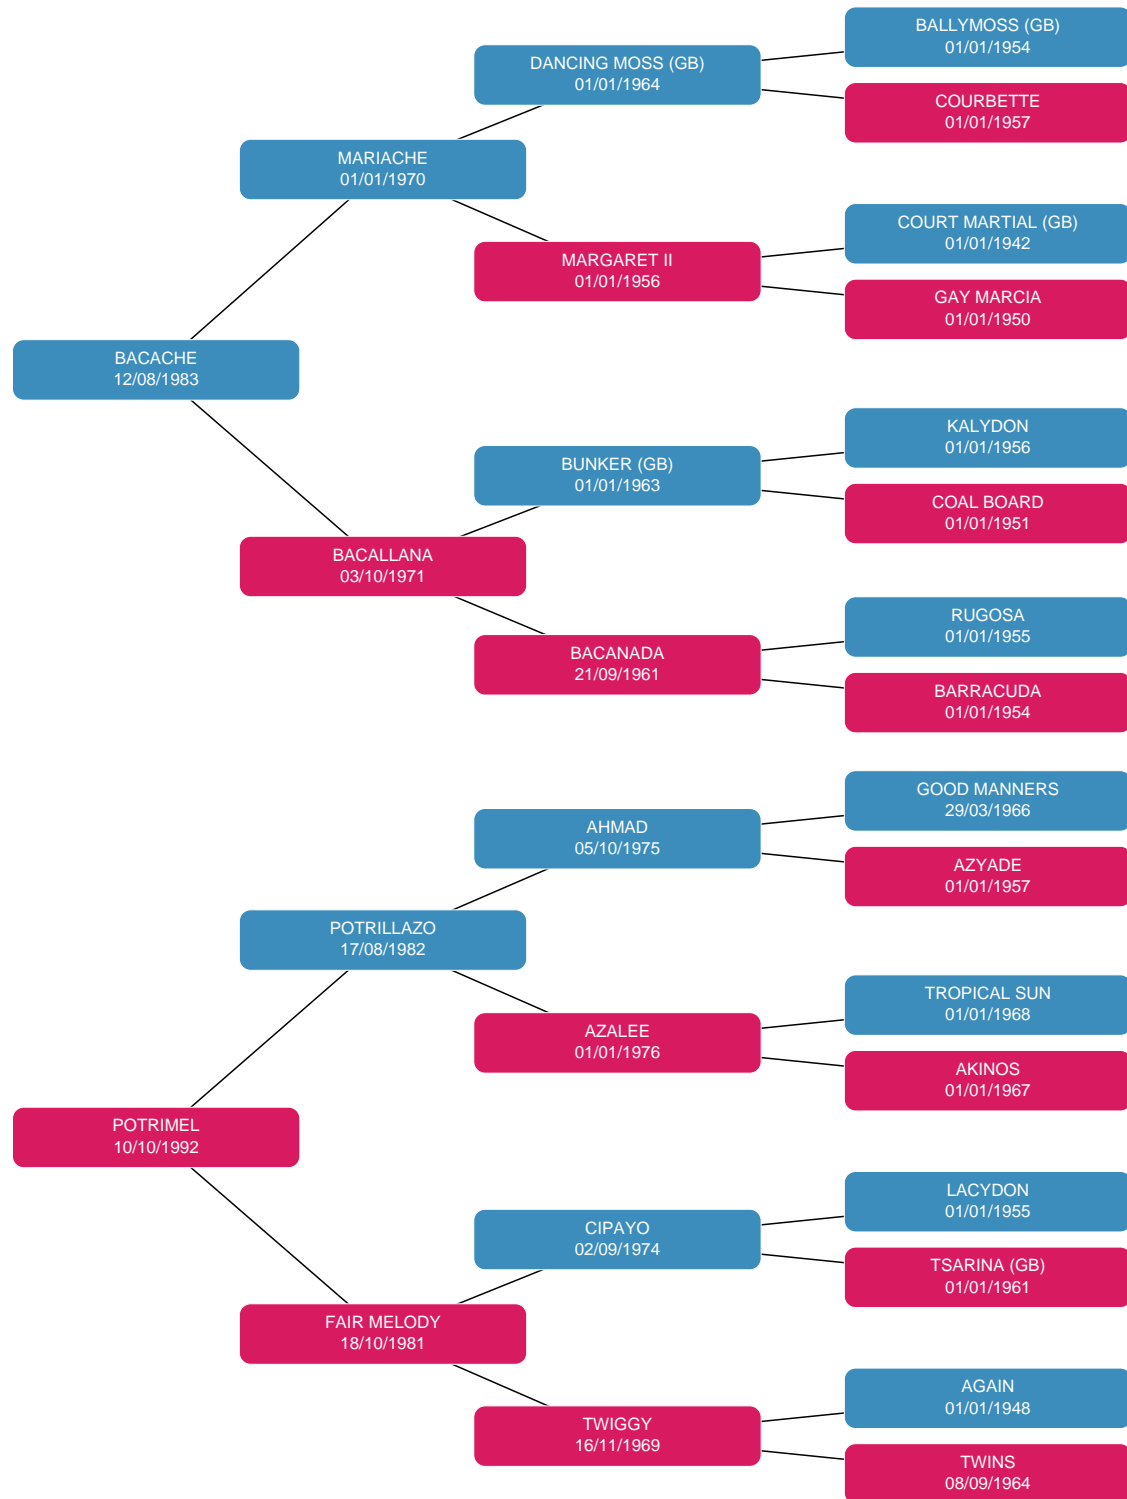 BALLYMOSS (GB)
01/01/1954
DANCING MOSS (GB)
01/01/1964
COURBETTE
01/01/1957
MARIACHE
01/01/1970
COURT MARTIAL (GB)
01/01/1942
MARGARET II
01/01/1956
GAY MARCIA
01/01/1950
BACACHE
12/08/1983
KALYDON
01/01/1956
BUNKER (GB)
01/01/1963
COAL BOARD
01/01/1951
BACALLANA
03/10/1971
RUGOSA
01/01/1955
BACANADA
21/09/1961
BARRACUDA
01/01/1954
GOOD MANNERS
29/03/1966
AHMAD
05/10/1975
AZYADE
01/01/1957
POTRILLAZO
17/08/1982
TROPICAL SUN
01/01/1968
AZALEE
01/01/1976
AKINOS
01/01/1967
POTRIMEL
10/10/1992
LACYDON
01/01/1955
CIPAYO
02/09/1974
TSARINA (GB)
01/01/1961
FAIR MELODY
18/10/1981
AGAIN
01/01/1948
TWIGGY
16/11/1969
TWINS
08/09/1964